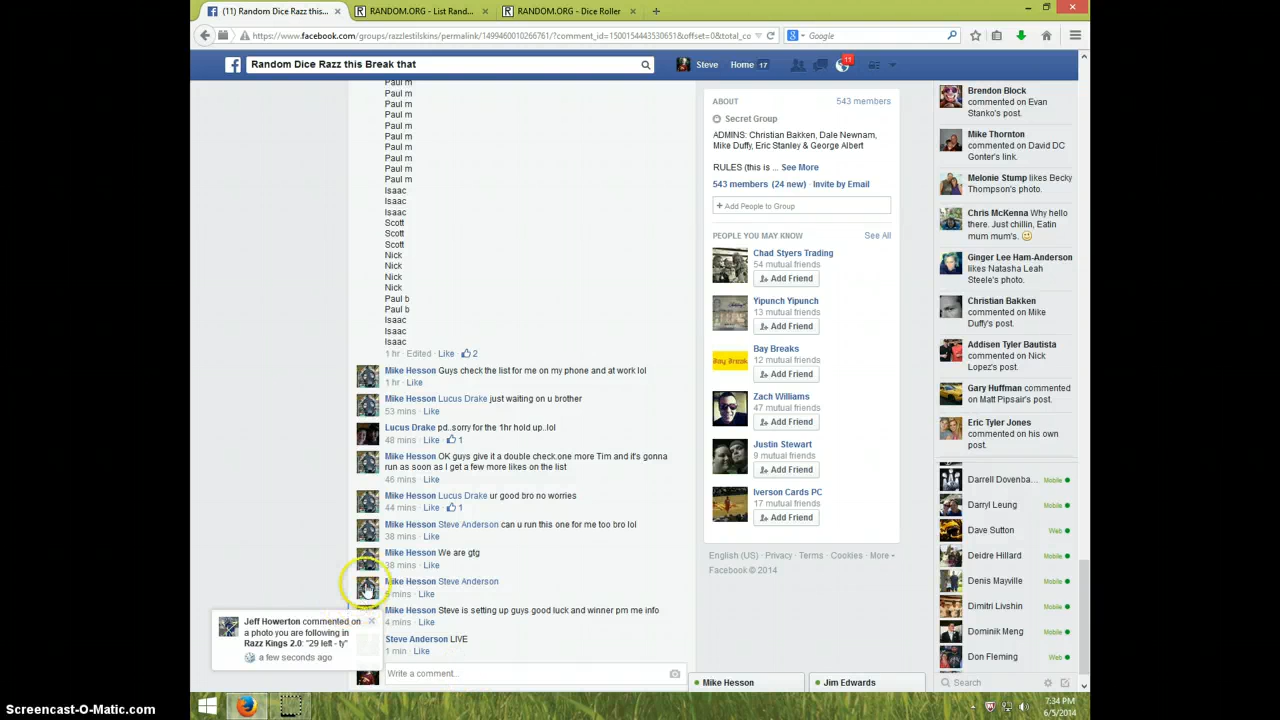 (11) Random Dice Razz this...
RANDOM.ORG - List Rand...
RANDOM.ORG - Dice Roller
https://www.facebook.com/groups/razzlestilskins/permalink/1499460010266761/?comment_id=1500154443530651&offset=0&total_co
Google
Random Dice Razz this Break that
Steve
Home 17
11
Paul m
Paul m
Paul m
Paul m
Paul m
Paul m
Paul m
Paul m
Paul m
Paul m
Isaac
Isaac
Isaac
Scott
Scott
Scott
Nick
Nick
Nick
Nick
Paul b
Paul b
Isaac
Isaac
Isaac
1 hr · Edited · Like · 2
Mike Hesson Guys check the list for me on my phone and at work lol
1 hr · Like
Mike Hesson Lucus Drake just waiting on u brother
53 mins · Like
Lucus Drake pd..sorry for the 1hr hold up..lol
48 mins · Like · 1
Mike Hesson OK guys give it a double check.one more Tim and it's gonna
run as soon as I get a few more likes on the list
46 mins · Like
Mike Hesson Lucus Drake ur good bro no worries
44 mins · Like · 1
Mike Hesson Steve Anderson can u run this one for me too bro lol
38 mins · Like
Mike Hesson We are gtg
38 mins · Like
Mike Hesson Steve Anderson
mins · Like
Mike Hesson Steve is setting up guys good luck and winner pm me info
4 mins · Like
Steve Anderson LIVE
1 min · Like
Write a comment...
Jeff Howerton commented on
a photo you are following in
Razz Kings 2.0: "29 left - ty"
a few seconds ago
ABOUT
543 members
Secret Group
ADMINS: Christian Bakken, Dale Newnam,
Mike Duffy, Eric Stanley & George Albert
RULES (this is ... See More
543 members (24 new) · Invite by Email
+ Add People to Group
PEOPLE YOU MAY KNOW
See All
Chad Styers Trading
54 mutual friends
Add Friend
Yipunch Yipunch
13 mutual friends
Add Friend
Bay Breaks
12 mutual friends
Add Friend
Zach Williams
47 mutual friends
Add Friend
Justin Stewart
9 mutual friends
Add Friend
Iverson Cards PC
17 mutual friends
Add Friend
English (US) · Privacy · Terms · Cookies · More
Facebook © 2014
Brendon Block
commented on Evan
Stanko's post.
Mike Thornton
commented on David DC
Gonter's link.
Melonie Stump likes Becky
Thompson's photo.
Chris McKenna Why hello
there. Just chillin, Eatin
mum mum's.
Ginger Lee Ham-Anderson
likes Natasha Leah
Steele's photo.
Christian Bakken
commented on Mike
Duffy's post.
Addisen Tyler Bautista
commented on Nick
Lopez's post.
Gary Huffman commented
on Matt Pipsair's post.
Eric Tyler Jones
commented on his own
post.
Darrell Dovenba... Mobile
Darryl Leung Mobile
Dave Sutton Web
Deidre Hillard Mobile
Denis Mayville Mobile
Dimitri Livshin Mobile
Dominik Meng Mobile
Don Fleming Web
Search
Mike Hesson
Jim Edwards
7:34 PM
6/5/2014
Screencast-O-Matic.com